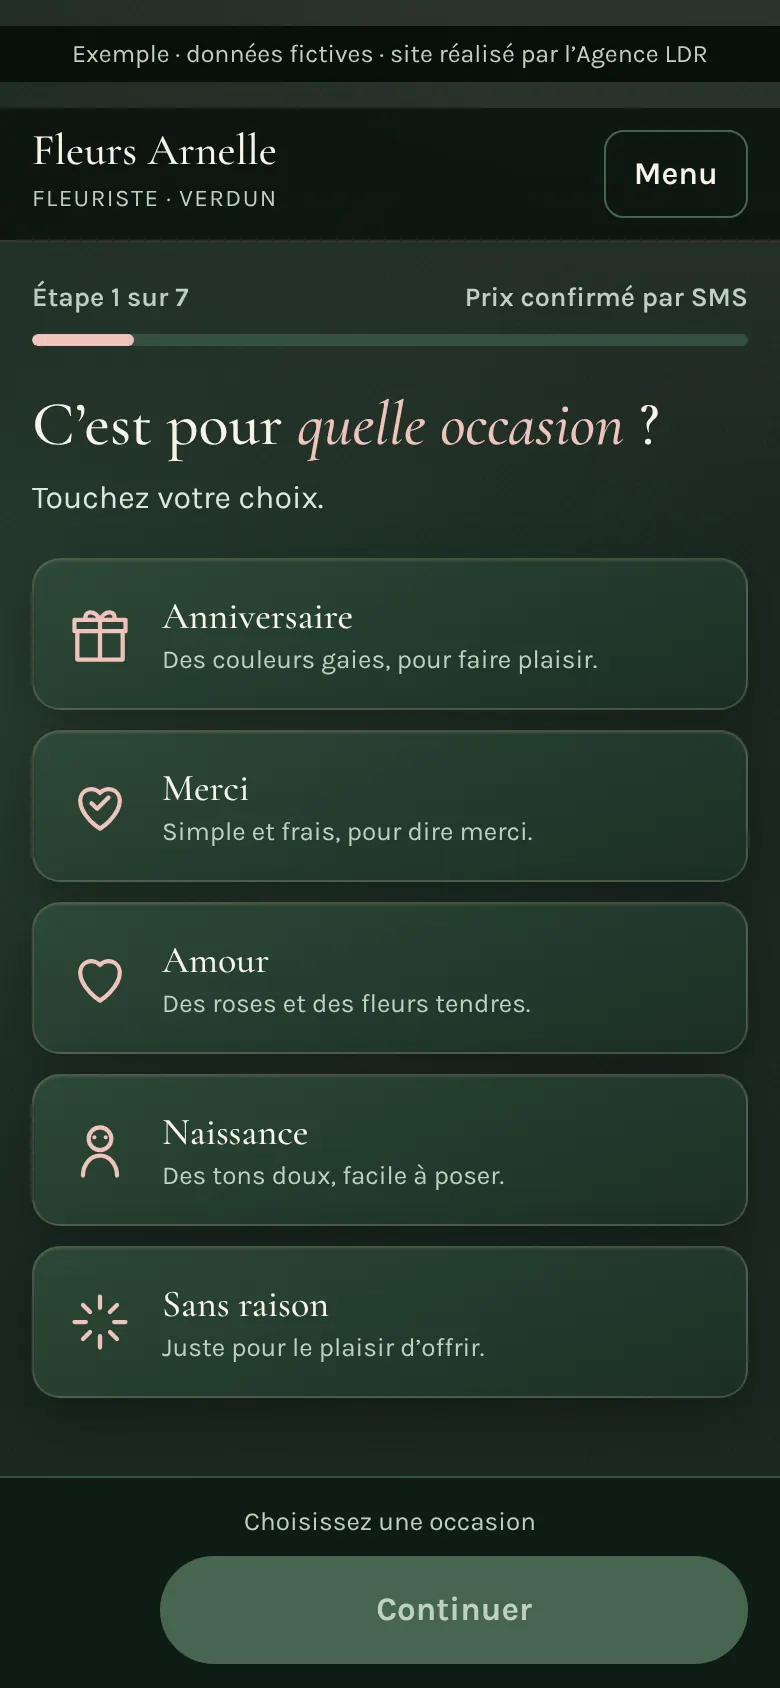 Exemple · données fictives · site réalisé par l’Agence LDR
Fleurs Arnelle
FLEURISTE · VERDUN
Menu
Étape 1 sur 7
Prix confirmé par SMS
C’est pour quelle occasion ?
Touchez votre choix.
Anniversaire
Des couleurs gaies, pour faire plaisir.
Merci
Simple et frais, pour dire merci.
Amour
Des roses et des fleurs tendres.
Naissance
Des tons doux, facile à poser.
Sans raison
Juste pour le plaisir d’offrir.
Choisissez une occasion
Continuer